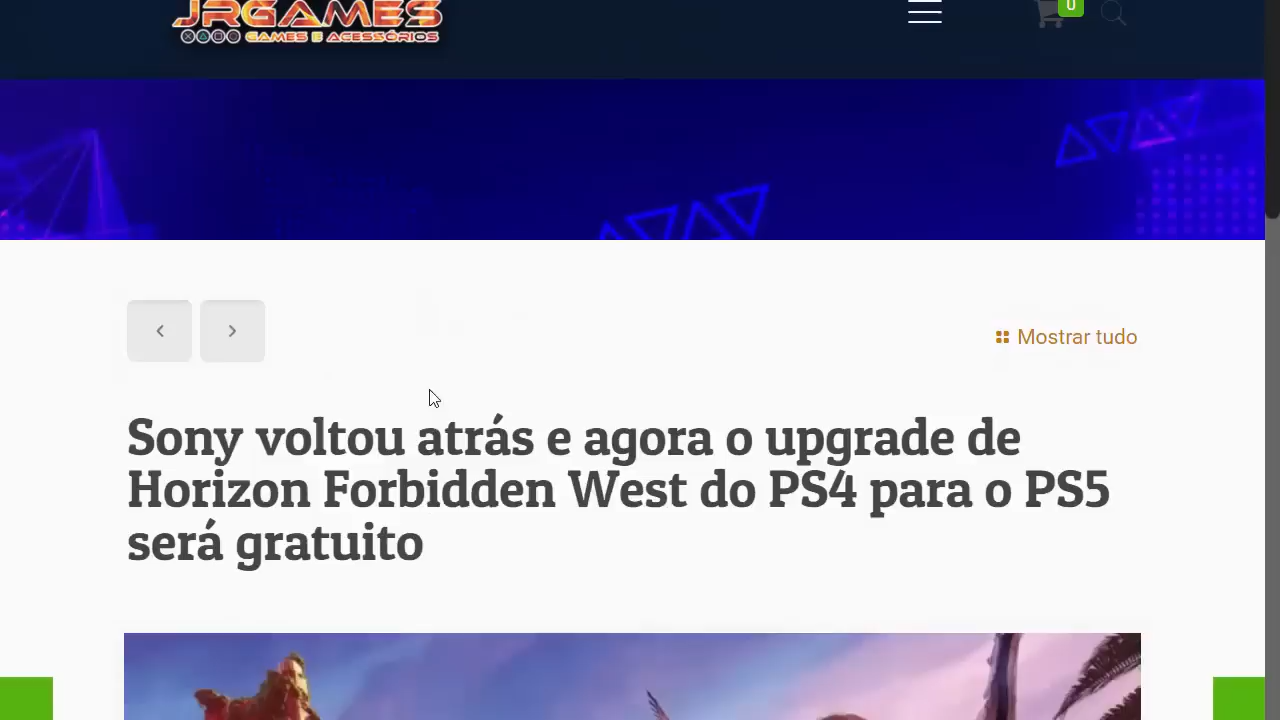 JRGAMES
GAMES E ACESSÓRIOS
0
Mostrar tudo
Sony voltou atrás e agora o upgrade de
Horizon Forbidden West do PS4 para o PS5
será gratuito